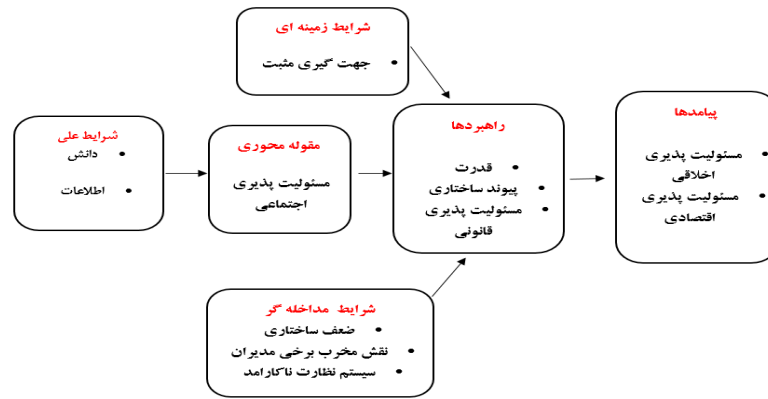 شرایط زمینه ای
• جهت گیری مثبت
شرایط علی
• دانش
• اطلاعات
مقوله محوری
مسئولیت پذیری
اجتماعی
راهبردها
• قدرت
• پیوند ساختاری
• مسئولیت پذیری
قانونی
پیامدها
• مسئولیت پذیری
اخلاقی
• مسئولیت پذیری
اقتصادی
شرایط مداخله گر
• ضعف ساختاری
• نقش مخرب برخی مدیران
• سیستم نظارت ناکارامد